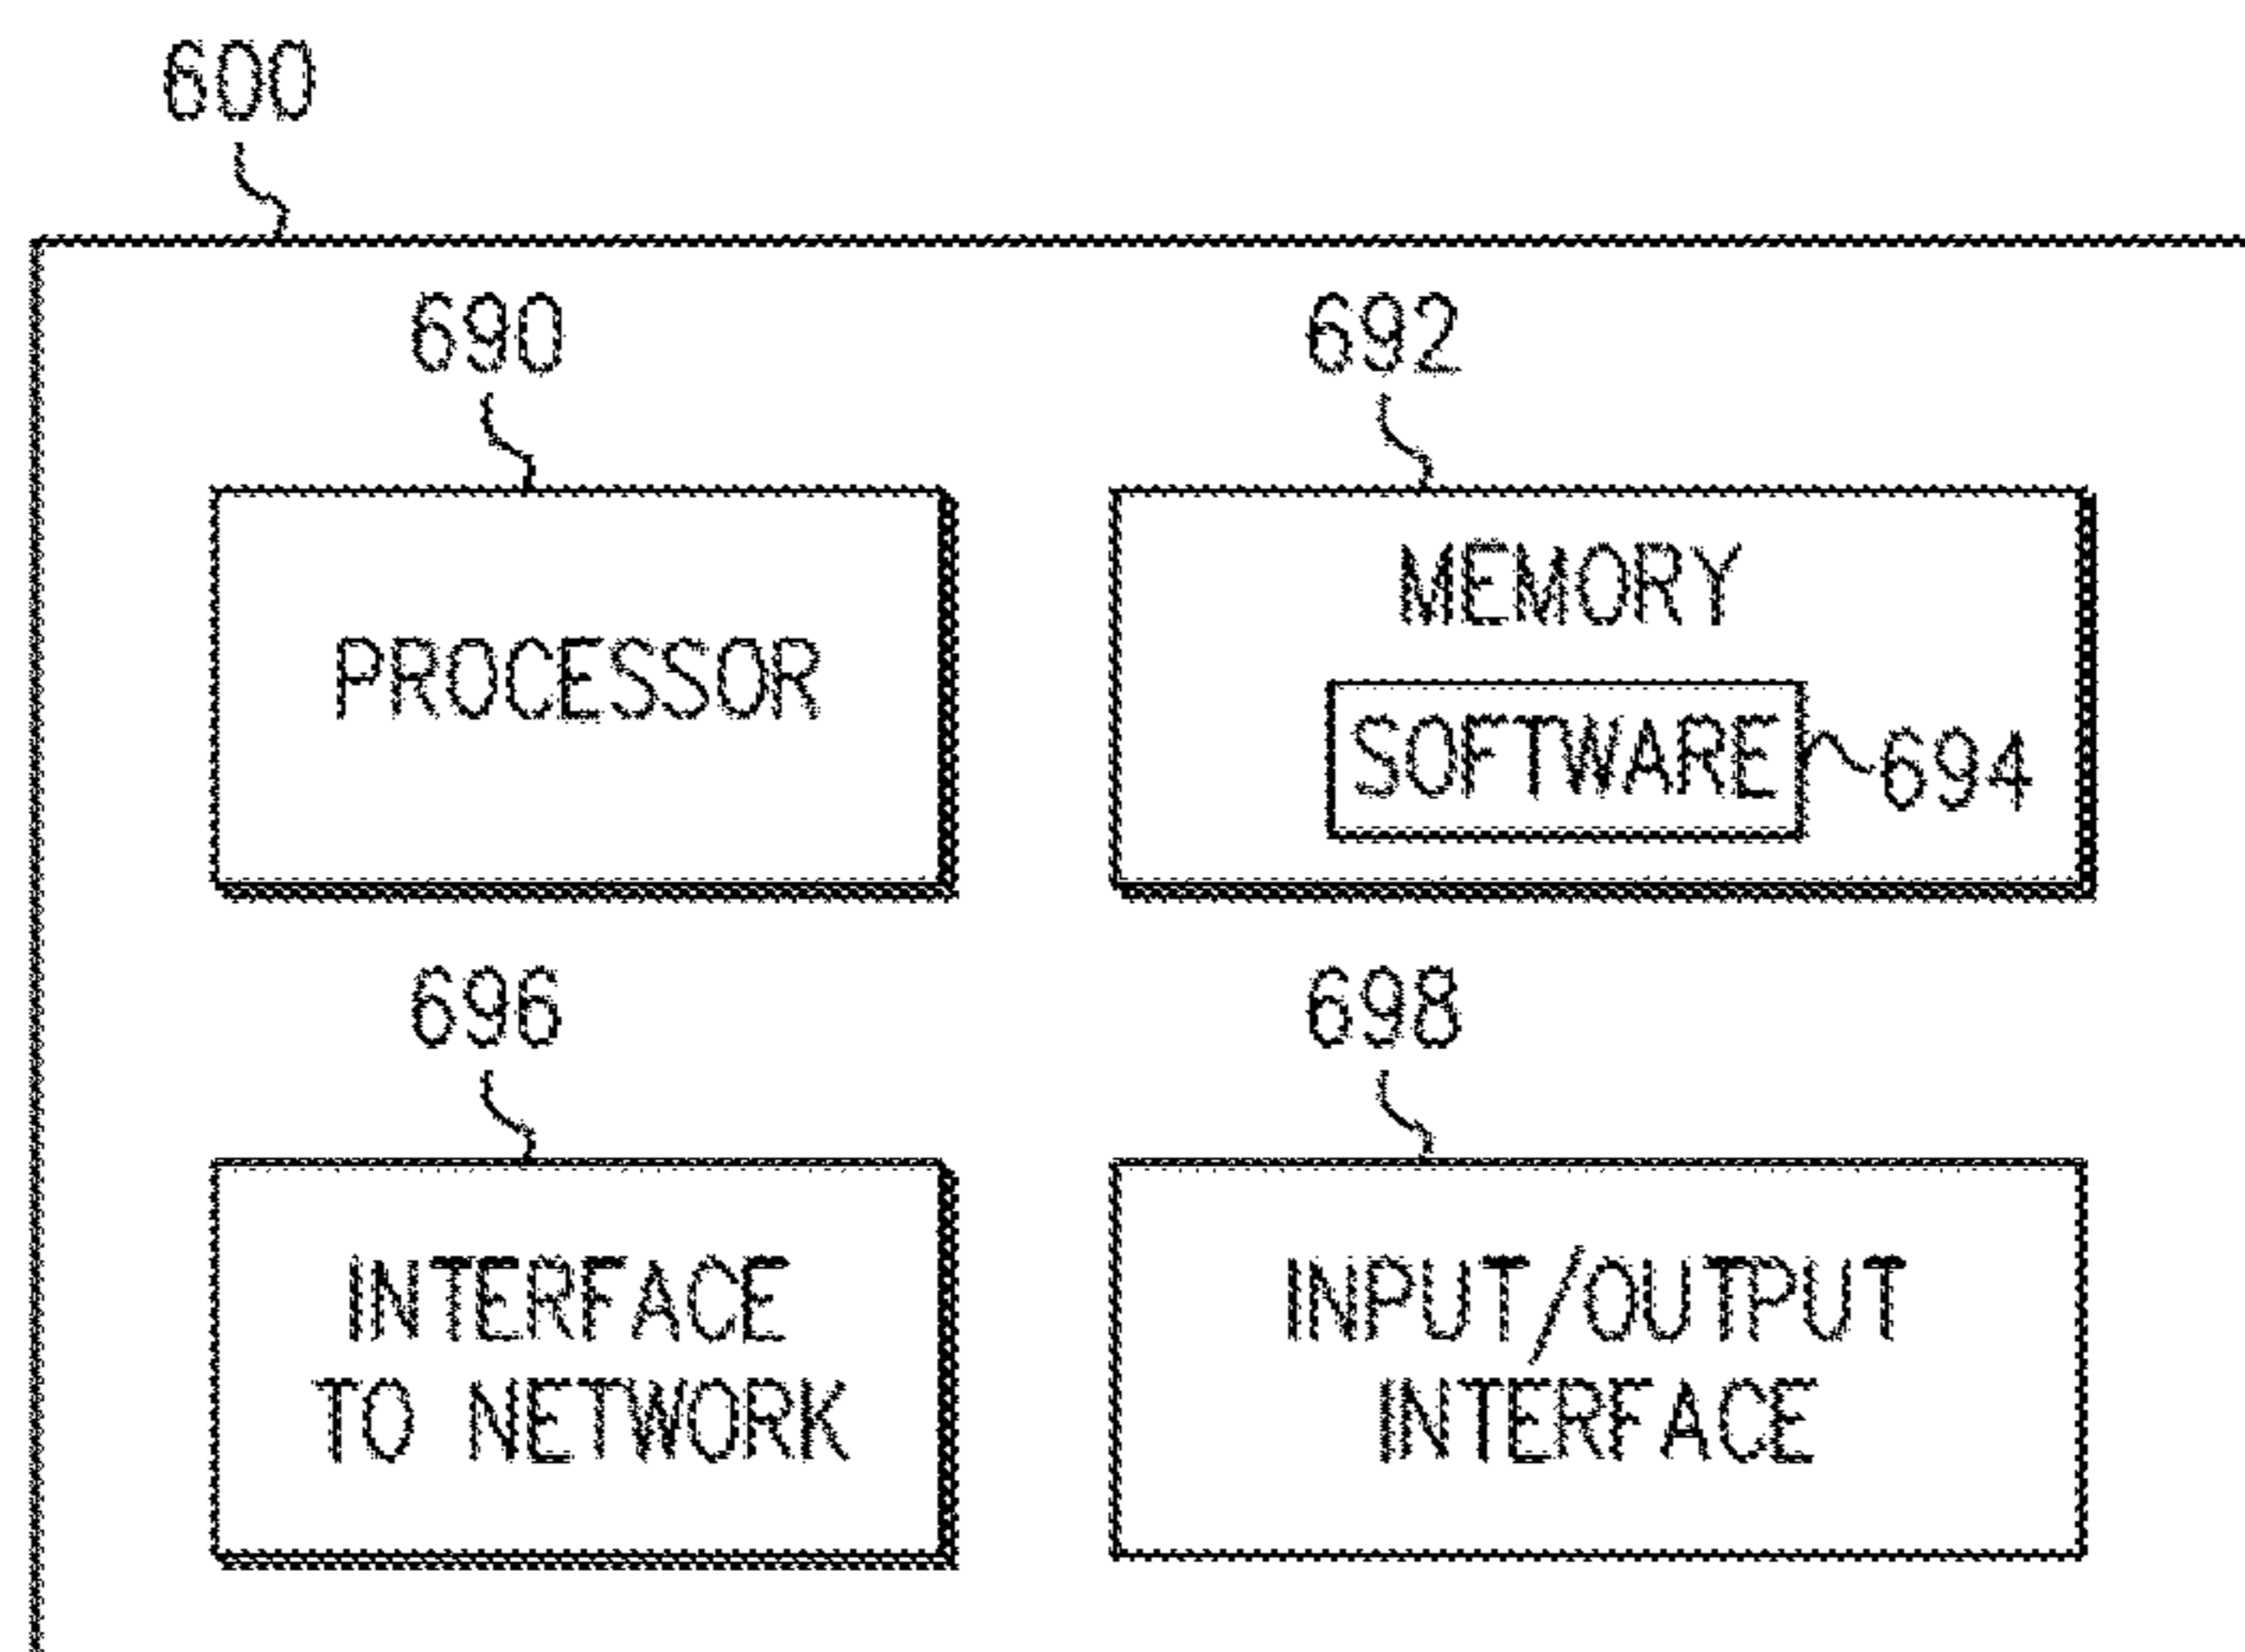 600
690
692
PROCESSOR
MEMORY
SOFTWARE
694
696
698
INTERFACE
TO NETWORK
INPUT/OUTPUT
INTERFACE